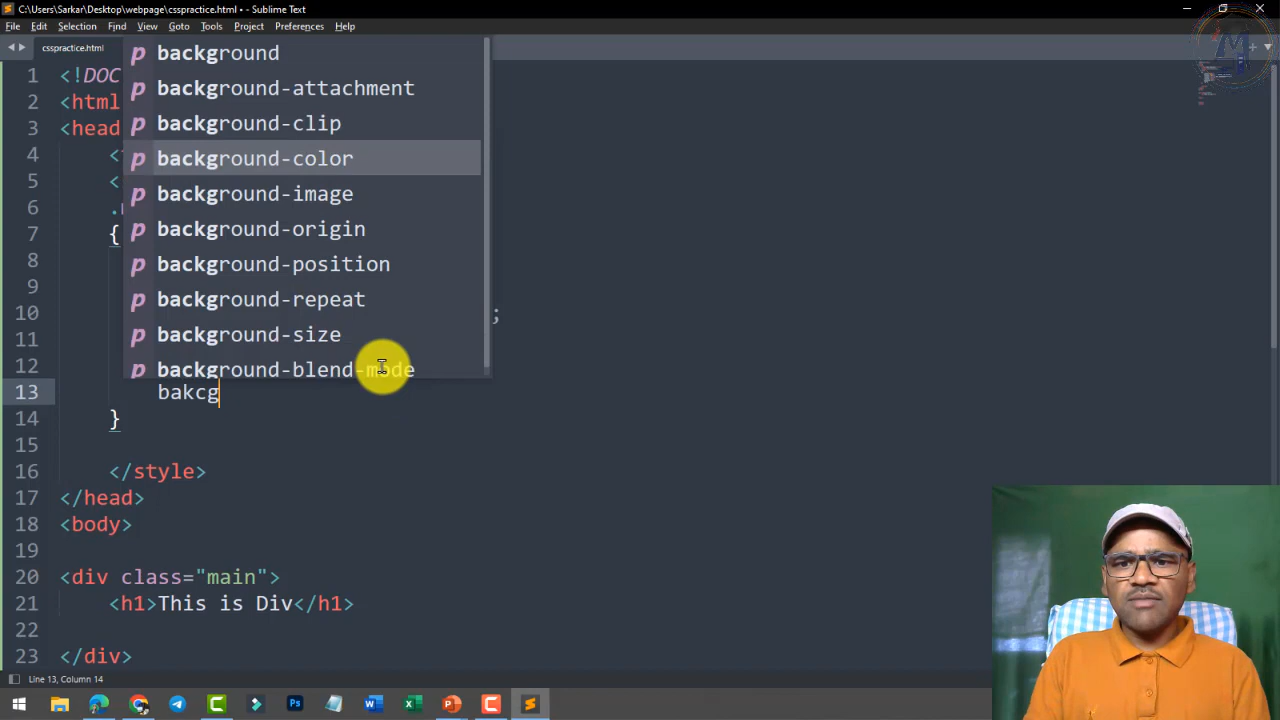 C:\Users\Sarkar\Desktop\webpage\csspractice.html • - Sublime Text
File Edit Selection Find View Goto Tools Project Preferences Help
csspractice.html
1 <!DOC
2 <html
3 <head
4 <
5 <
6 .
7 {
8
9
10 ;
11
12
13 bakcg
14 }
15
16 </style>
17 </head>
18 <body>
19
20 <div class="main">
21 <h1>This is Div</h1>
22
23 </div>
p background
p background-attachment
p background-clip
p background-color
p background-image
p background-origin
p background-position
p background-repeat
p background-size
p background-blend-mode
Line 13, Column 14